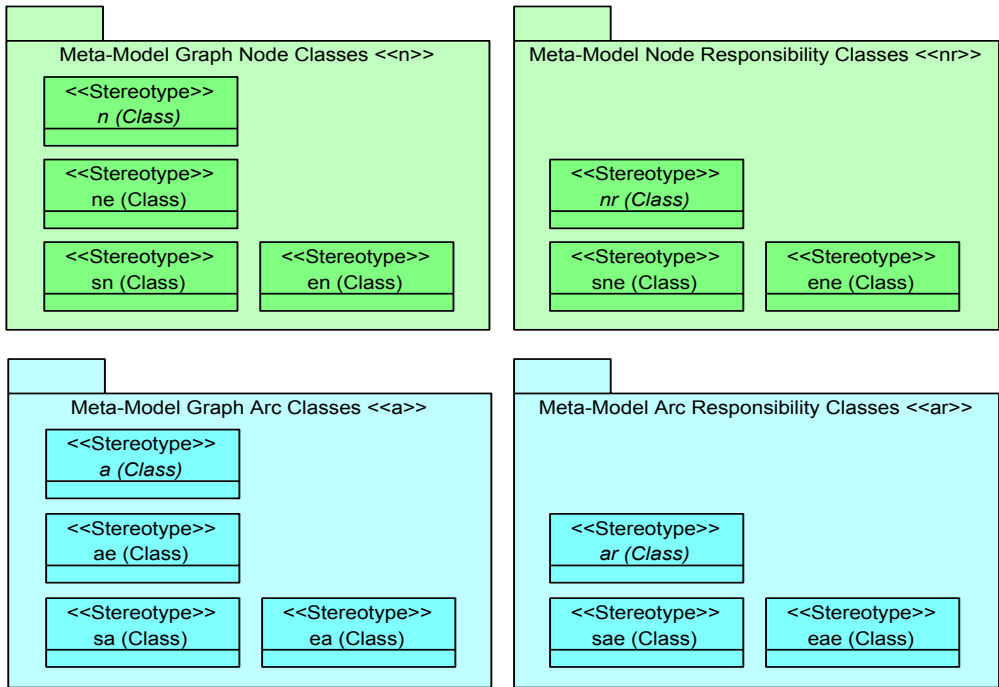 Meta-Model Graph Node Classes <<n>>
<<Stereotype>>
n (Class)
<<Stereotype>>
ne (Class)
<<Stereotype>>
sn (Class)
<<Stereotype>>
en (Class)
Meta-Model Node Responsibility Classes <<nr>>
<<Stereotype>>
nr (Class)
<<Stereotype>>
sne (Class)
<<Stereotype>>
ene (Class)
Meta-Model Graph Arc Classes <<a>>
<<Stereotype>>
a (Class)
<<Stereotype>>
ae (Class)
<<Stereotype>>
sa (Class)
<<Stereotype>>
ea (Class)
Meta-Model Arc Responsibility Classes <<ar>>
<<Stereotype>>
ar (Class)
<<Stereotype>>
sae (Class)
<<Stereotype>>
eae (Class)